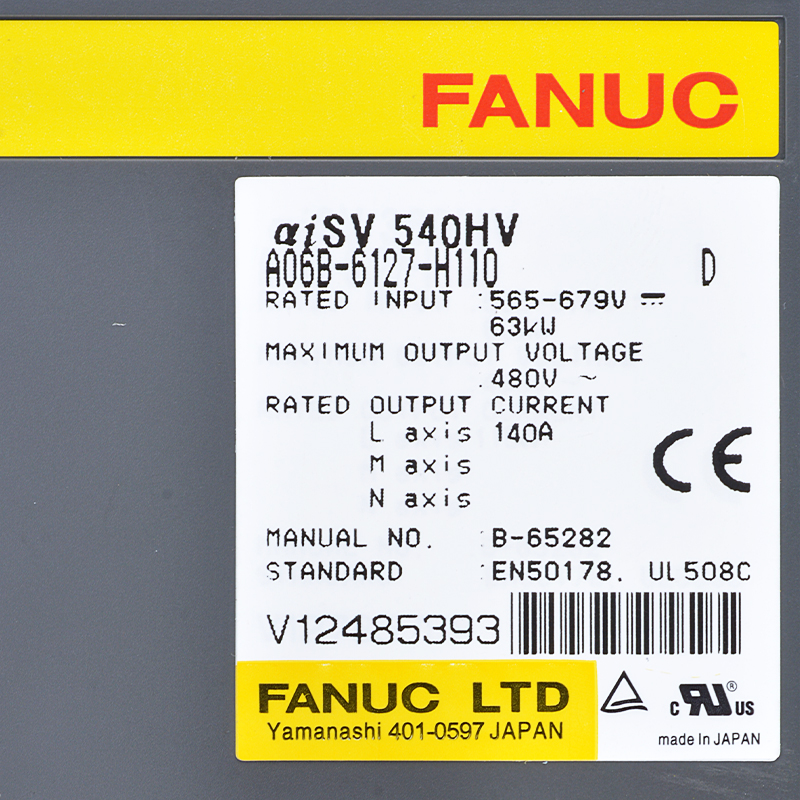 FANUC
αiSV 540HV
A06B-6127-H110 D
RATED INPUT :565-679V ⎓
63kW
MAXIMUM OUTPUT VOLTAGE
:480V ~
RATED OUTPUT CURRENT
L axis 140A
M axis
N axis
CE
MANUAL NO. :B-65282
STANDARD :EN50178. UL508C
V12485393
FANUC LTD
Yamanashi 401-0597 JAPAN
c RU ® US
made In JAPAN